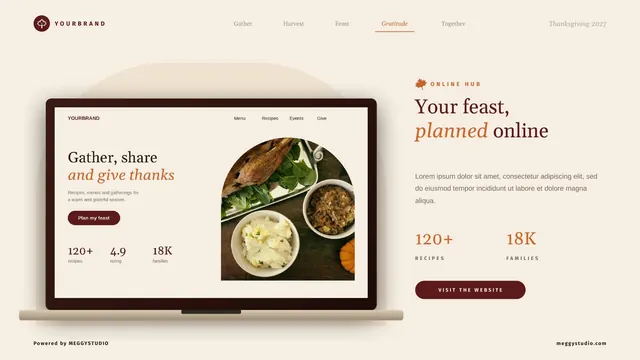 YOURBRAND
Gather
Harvest
Feast
Gratitude
Together
Thanksgiving 2027
YOURBRAND
Menu
Recipes
Events
Give
Gather, share
and give thanks
Recipes, menus and gatherings for
a warm and grateful season.
Plan my feast
120+
4.9
18K
recipes
rating
families
ONLINE HUB
Your feast,
planned online
Lorem ipsum dolor sit amet, consectetur adipiscing elit, sed
do eiusmod tempor incididunt ut labore et dolore magna
aliqua.
120+
18K
RECIPES
FAMILIES
VISIT THE WEBSITE
Powered by MEGGYSTUDIO
meggystudio.com